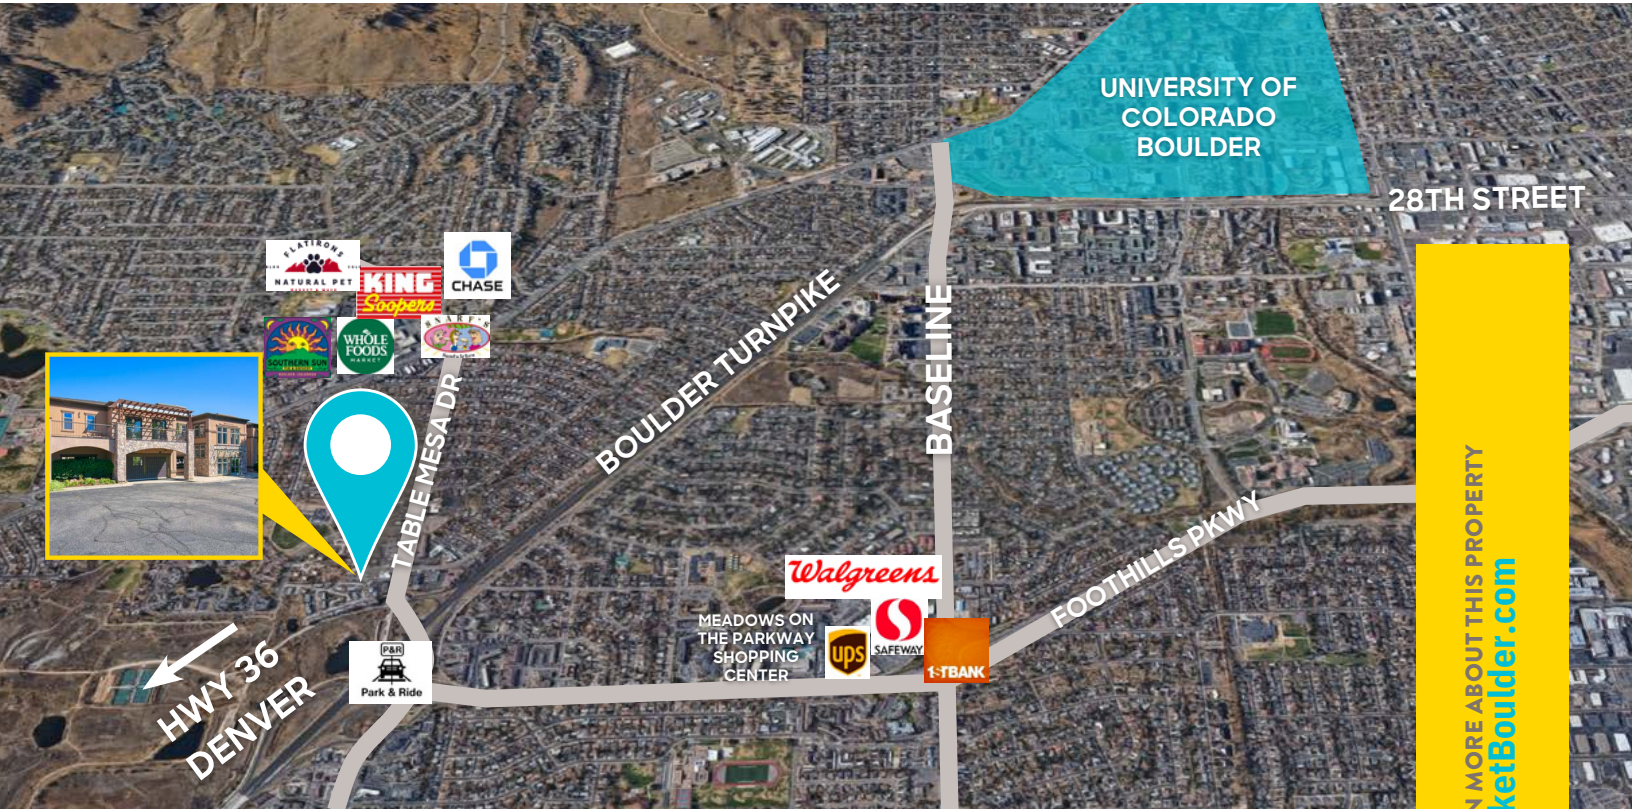 UNIVERSITY OF
COLORADO
BOULDER
28TH STREET
FLATIRONS
NATURAL PET
KING
Soopers
CHASE
SOUTHERN SUN
WHOLE
FOODS
MARKET
SNARF'S
TABLE MESA DR
BOULDER TURNPIKE
BASELINE
FOOTHILLS PKWY
Walgreens
MEADOWS ON
THE PARKWAY
SHOPPING
CENTER
ups
SAFEWAY
1STBANK
P&R
Park & Ride
HWY 36
DENVER
N MORE ABOUT THIS PROPERTY
ketBoulder.com